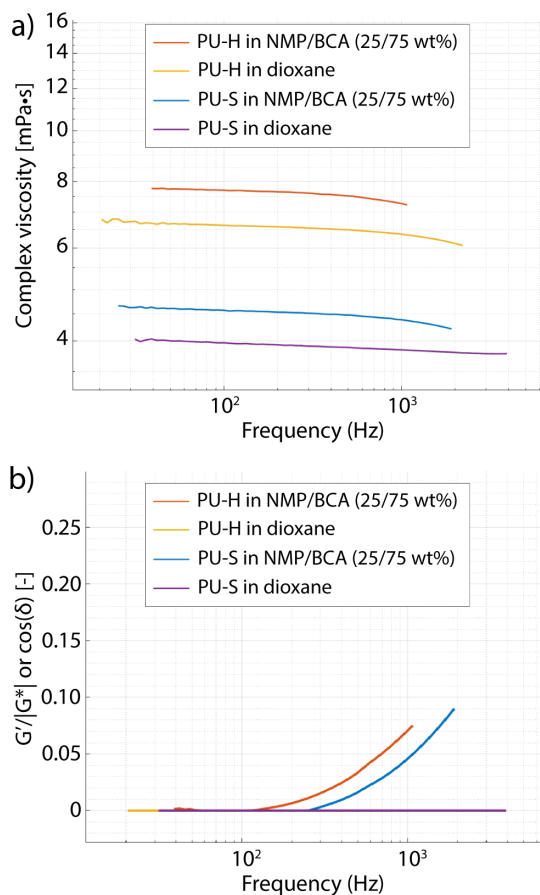 a)
16
14
12
10
8
6
4
Complex viscosity [mPa•s]
PU-H in NMP/BCA (25/75 wt%)
PU-H in dioxane
PU-S in NMP/BCA (25/75 wt%)
PU-S in dioxane
10²
10³
Frequency (Hz)
b)
0.25
0.20
0.15
0.10
0.05
0
G'/|G*| or cos(δ) [-]
PU-H in NMP/BCA (25/75 wt%)
PU-H in dioxane
PU-S in NMP/BCA (25/75 wt%)
PU-S in dioxane
10²
10³
Frequency (Hz)